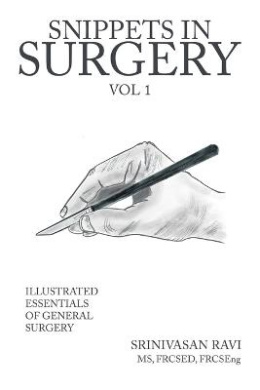 SNIPPETS IN
SURGERY
VOL 1
ILLUSTRATED
ESSENTIALS
OF GENERAL
SURGERY
SRINIVASAN RAVI
MS, FRCSED, FRCSEng